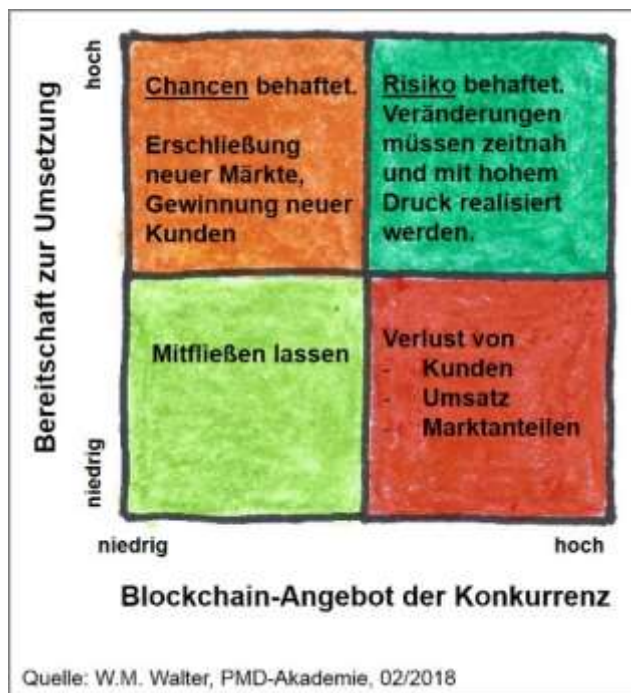 hoch
Bereitschaft zur Umsetzung
niedrig
Chancen behaftet.
Erschließung
neuer Märkte,
Gewinnung neuer
Kunden
Risiko behaftet.
Veränderungen
müssen zeitnah
und mit hohem
Druck realisiert
werden.
Mitfließen lassen
Verlust von
- Kunden
- Umsatz
- Marktanteilen
niedrig
hoch
Blockchain-Angebot der Konkurrenz
Quelle: W.M. Walter, PMD-Akademie, 02/2018